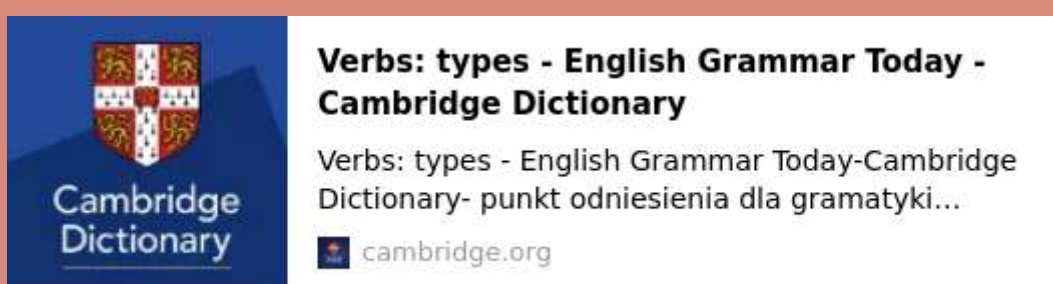 Cambridge
Dictionary
Verbs: types - English Grammar Today -
Cambridge Dictionary
Verbs: types - English Grammar Today-Cambridge
Dictionary- punkt odniesienia dla gramatyki...
cambridge.org